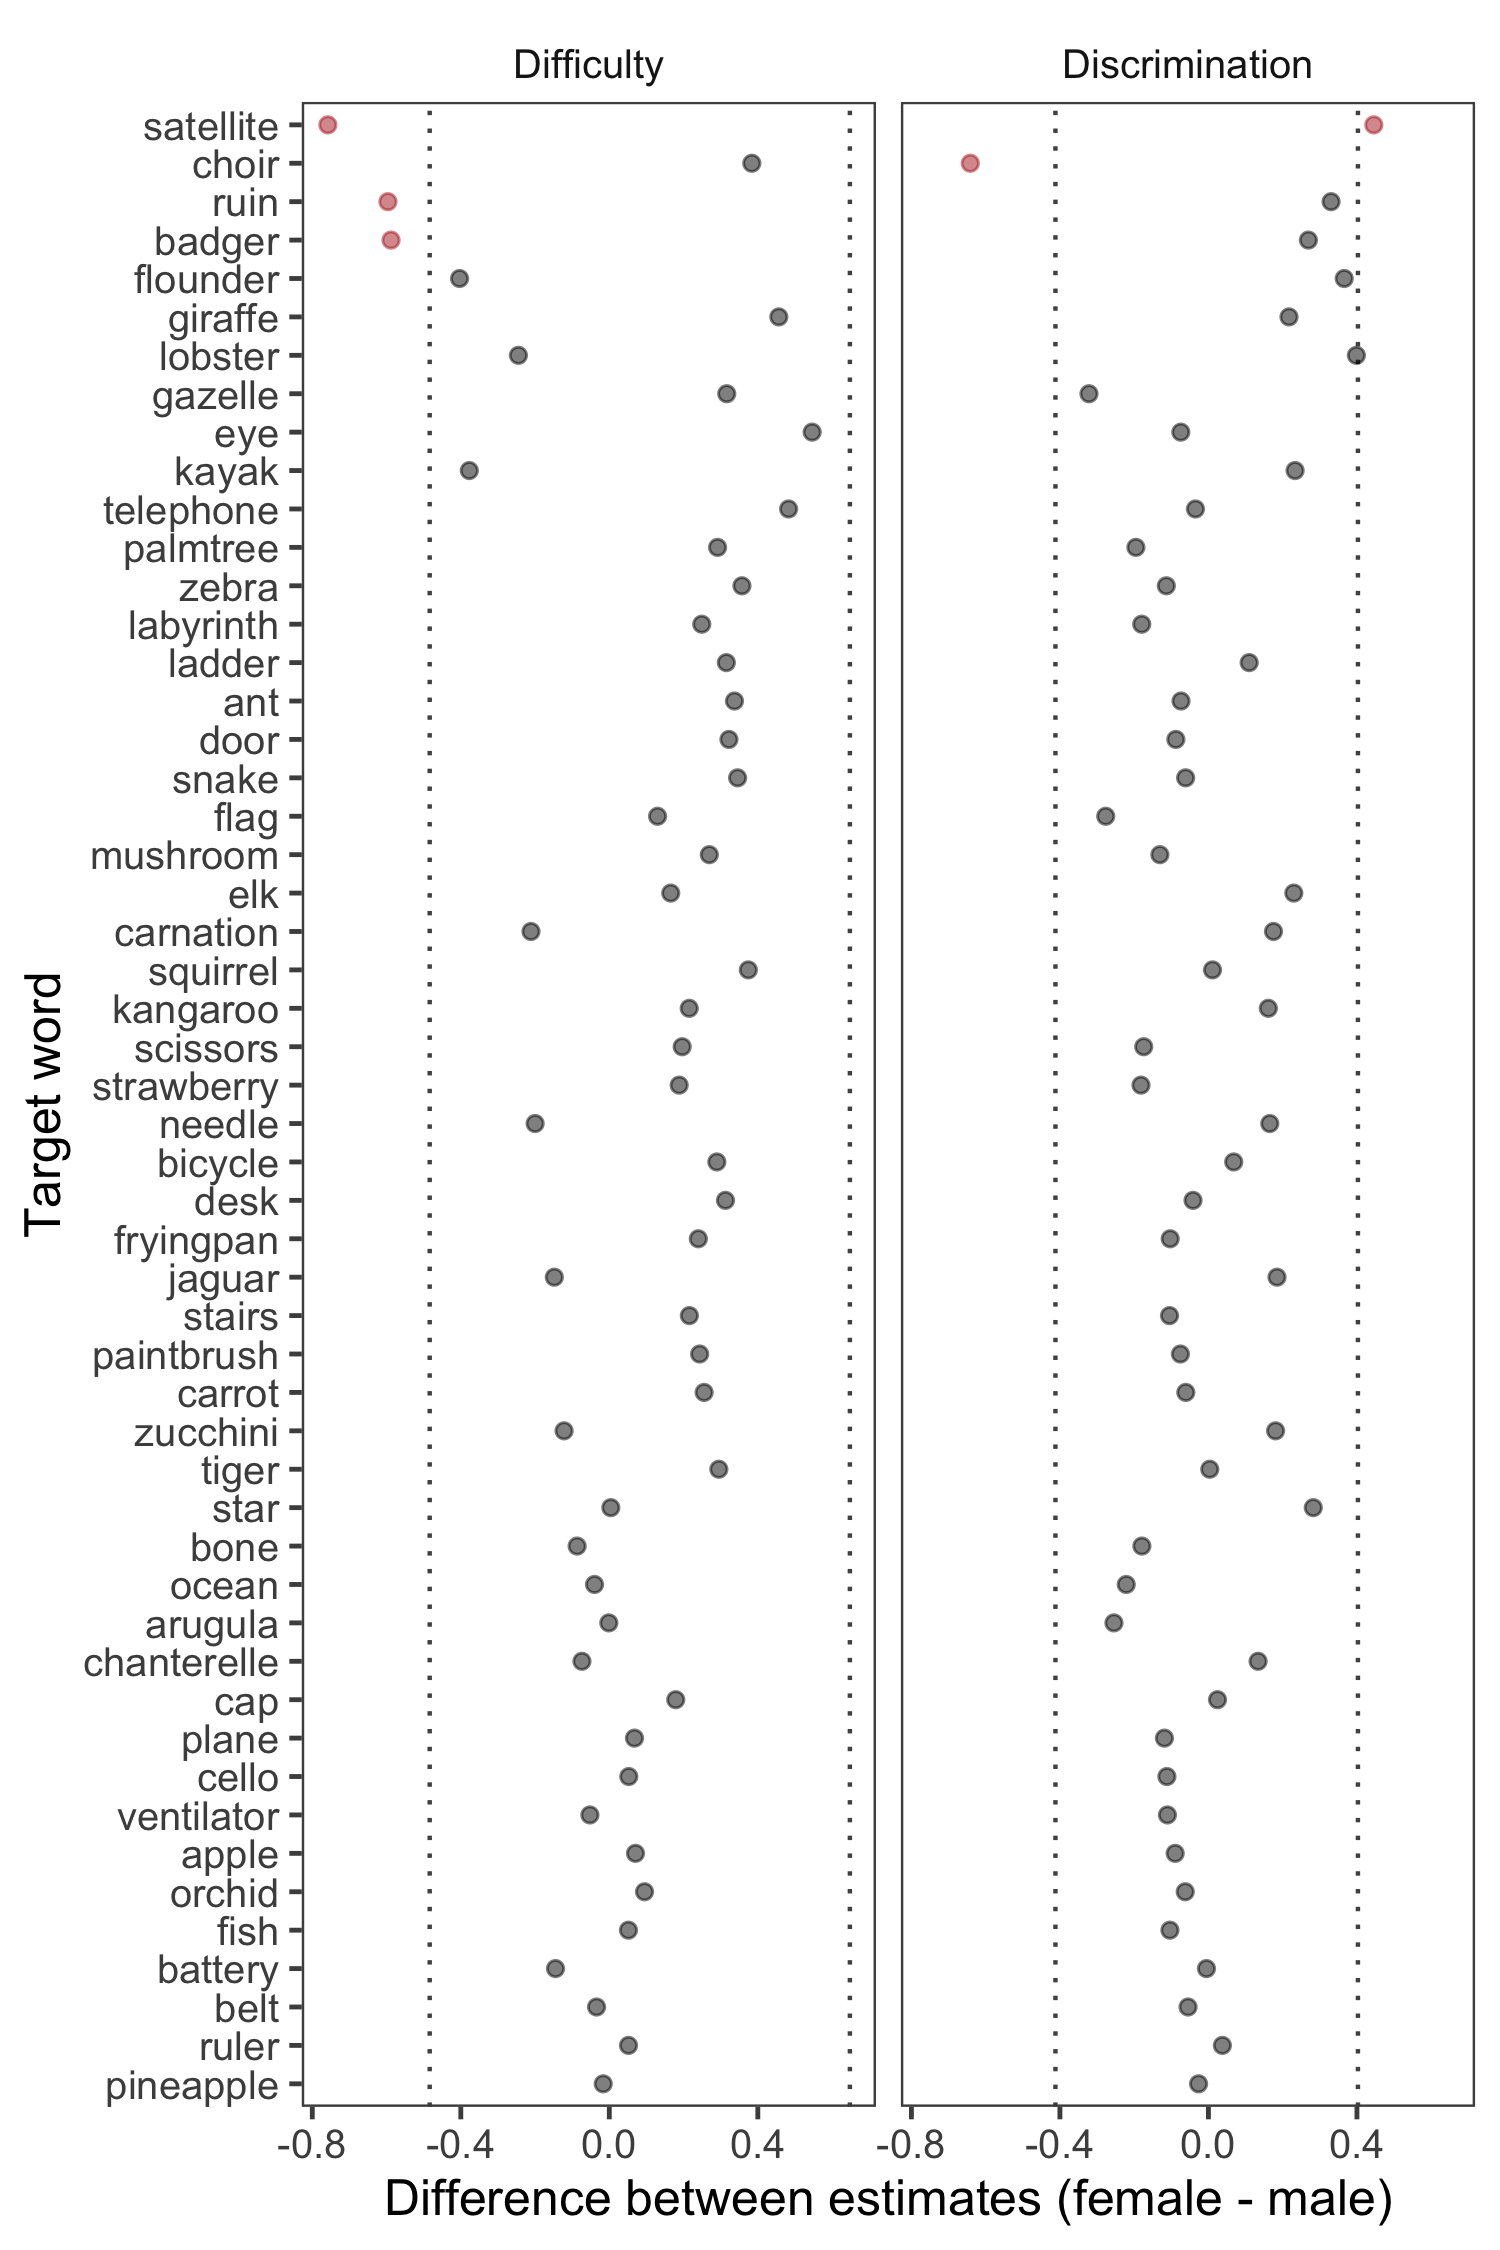 Difficulty
Discrimination
satellite
choir
ruin
badger
flounder
giraffe
lobster
gazelle
eye
kayak
telephone
palmtree
zebra
labyrinth
ladder
ant
door
snake
flag
mushroom
elk
carnation
squirrel
kangaroo
scissors
strawberry
needle
bicycle
desk
fryingpan
jaguar
stairs
paintbrush
carrot
zucchini
tiger
star
bone
ocean
arugula
chanterelle
cap
plane
cello
ventilator
apple
orchid
fish
battery
belt
ruler
pineapple
Target word
-0.8 -0.4 0.0 0.4
-0.8 -0.4 0.0 0.4
Difference between estimates (female - male)